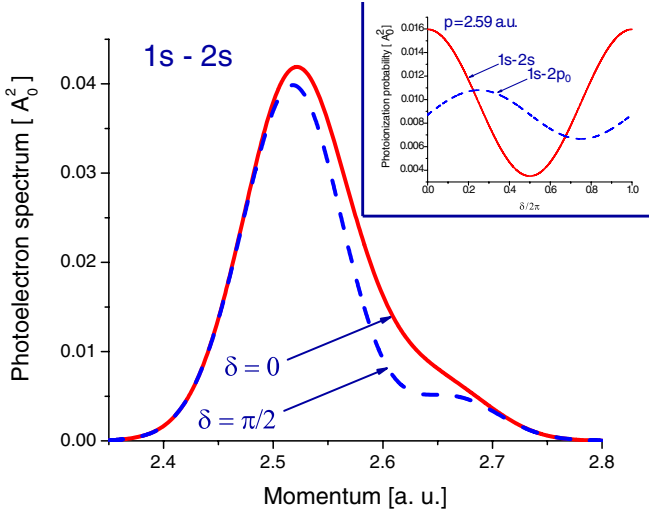 1s - 2s
Photoelectron spectrum [ A₀² ]
0.04
0.03
0.02
0.01
0.00
δ = 0
δ = π/2
2.4
2.5
2.6
2.7
2.8
Momentum [a. u.]
p=2.59 a.u.
Photoionization probability [ A₀² ]
0.016
0.014
0.012
0.010
0.008
0.006
0.004
1s-2s
1s-2p₀
0.0
0.2
0.4
0.6
0.8
1.0
δ/2π